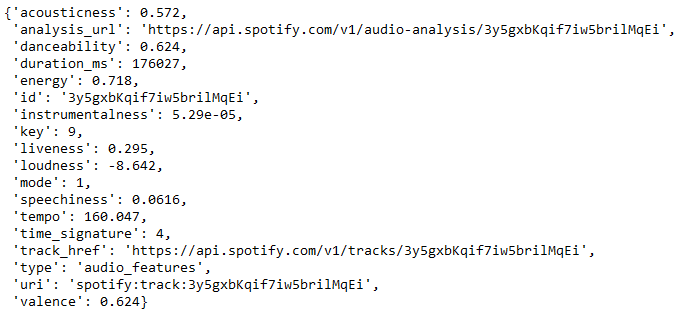 {'acousticness': 0.572,
 'analysis_url': 'https://api.spotify.com/v1/audio-analysis/3y5gxbKqif7iw5brilMqEi',
 'danceability': 0.624,
 'duration_ms': 176027,
 'energy': 0.718,
 'id': '3y5gxbKqif7iw5brilMqEi',
 'instrumentalness': 5.29e-05,
 'key': 9,
 'liveness': 0.295,
 'loudness': -8.642,
 'mode': 1,
 'speechiness': 0.0616,
 'tempo': 160.047,
 'time_signature': 4,
 'track_href': 'https://api.spotify.com/v1/tracks/3y5gxbKqif7iw5brilMqEi',
 'type': 'audio_features',
 'uri': 'spotify:track:3y5gxbKqif7iw5brilMqEi',
 'valence': 0.624}